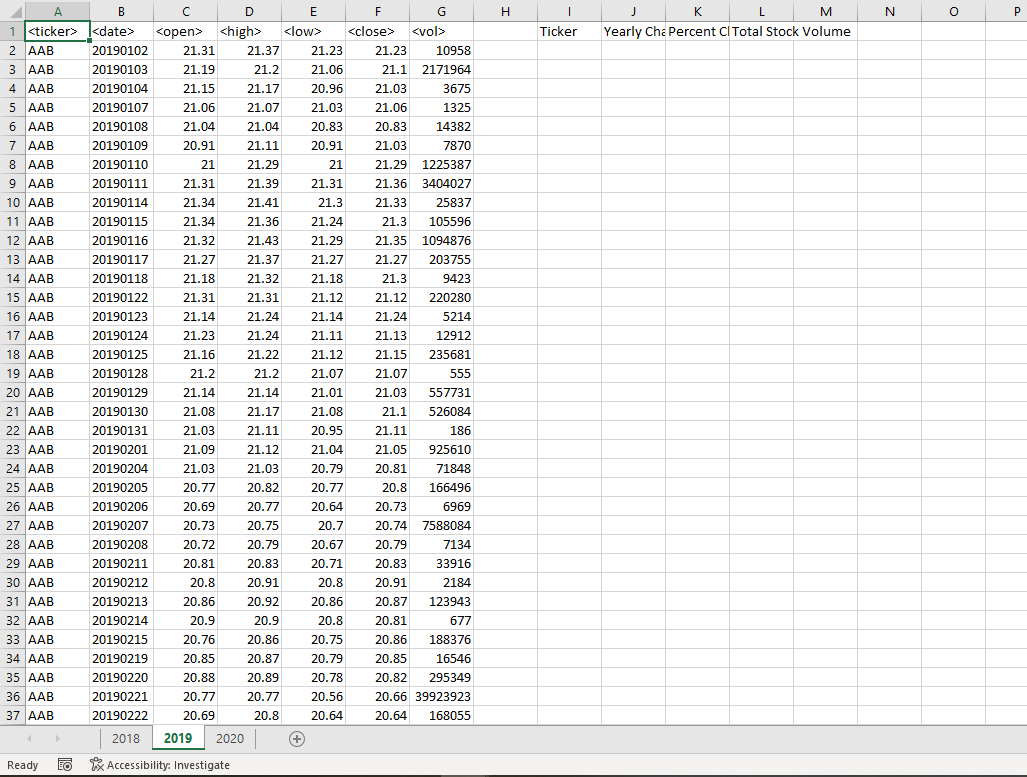 A B C D E F G H I J K L M N O P
1 <ticker> <date> <open> <high> <low> <close> <vol> Ticker Yearly Cha Percent Cl Total Stock Volume
2 AAB 20190102 21.31 21.37 21.23 21.23 10958
3 AAB 20190103 21.19 21.2 21.06 21.1 2171964
4 AAB 20190104 21.15 21.17 20.96 21.03 3675
5 AAB 20190107 21.06 21.07 21.03 21.06 1325
6 AAB 20190108 21.04 21.04 20.83 20.83 14382
7 AAB 20190109 20.91 21.11 20.91 21.03 7870
8 AAB 20190110 21 21.29 21 21.29 1225387
9 AAB 20190111 21.31 21.39 21.31 21.36 3404027
10 AAB 20190114 21.34 21.41 21.3 21.33 25837
11 AAB 20190115 21.34 21.36 21.24 21.3 105596
12 AAB 20190116 21.32 21.43 21.29 21.35 1094876
13 AAB 20190117 21.27 21.37 21.27 21.27 203755
14 AAB 20190118 21.18 21.32 21.18 21.3 9423
15 AAB 20190122 21.31 21.31 21.12 21.12 220280
16 AAB 20190123 21.14 21.24 21.14 21.24 5214
17 AAB 20190124 21.23 21.24 21.11 21.13 12912
18 AAB 20190125 21.16 21.22 21.12 21.15 235681
19 AAB 20190128 21.2 21.2 21.07 21.07 555
20 AAB 20190129 21.14 21.14 21.01 21.03 557731
21 AAB 20190130 21.08 21.17 21.08 21.1 526084
22 AAB 20190131 21.03 21.11 20.95 21.11 186
23 AAB 20190201 21.09 21.12 21.04 21.05 925610
24 AAB 20190204 21.03 21.03 20.79 20.81 71848
25 AAB 20190205 20.77 20.82 20.77 20.8 166496
26 AAB 20190206 20.69 20.77 20.64 20.73 6969
27 AAB 20190207 20.73 20.75 20.7 20.74 7588084
28 AAB 20190208 20.72 20.79 20.67 20.79 7134
29 AAB 20190211 20.81 20.83 20.71 20.83 33916
30 AAB 20190212 20.8 20.91 20.8 20.91 2184
31 AAB 20190213 20.86 20.92 20.86 20.87 123943
32 AAB 20190214 20.9 20.9 20.8 20.81 677
33 AAB 20190215 20.76 20.86 20.75 20.86 188376
34 AAB 20190219 20.85 20.87 20.79 20.85 16546
35 AAB 20190220 20.88 20.89 20.78 20.82 295349
36 AAB 20190221 20.77 20.77 20.56 20.66 39923923
37 AAB 20190222 20.69 20.8 20.64 20.64 168055
2018 2019 2020
Ready Accessibility: Investigate